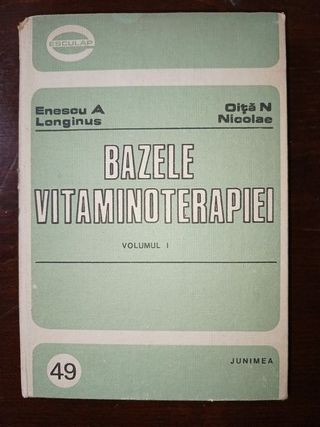 ESCULAP
Enescu A
Longinus
Oiţă N
Nicolae
BAZELE
VITAMINOTERAPIEI
VOLUMUL I
49
JUNIMEA